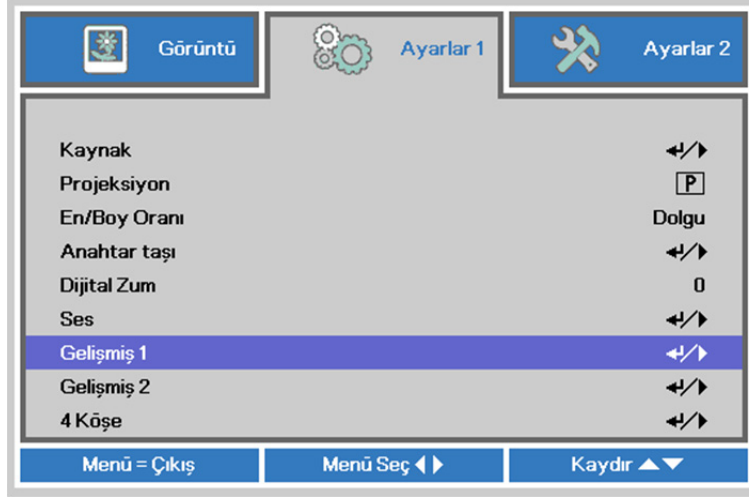 Görüntü
Ayarlar 1
Ayarlar 2
Kaynak ↵/▶
Projeksiyon P
En/Boy Oranı Dolgu
Anahtar taşı ↵/▶
Dijital Zum 0
Ses ↵/▶
Gelişmiş 1 ↵/▶
Gelişmiş 2 ↵/▶
4 Köşe ↵/▶
Menü = Çıkış
Menü Seç ◀▶
Kaydır ▲▼